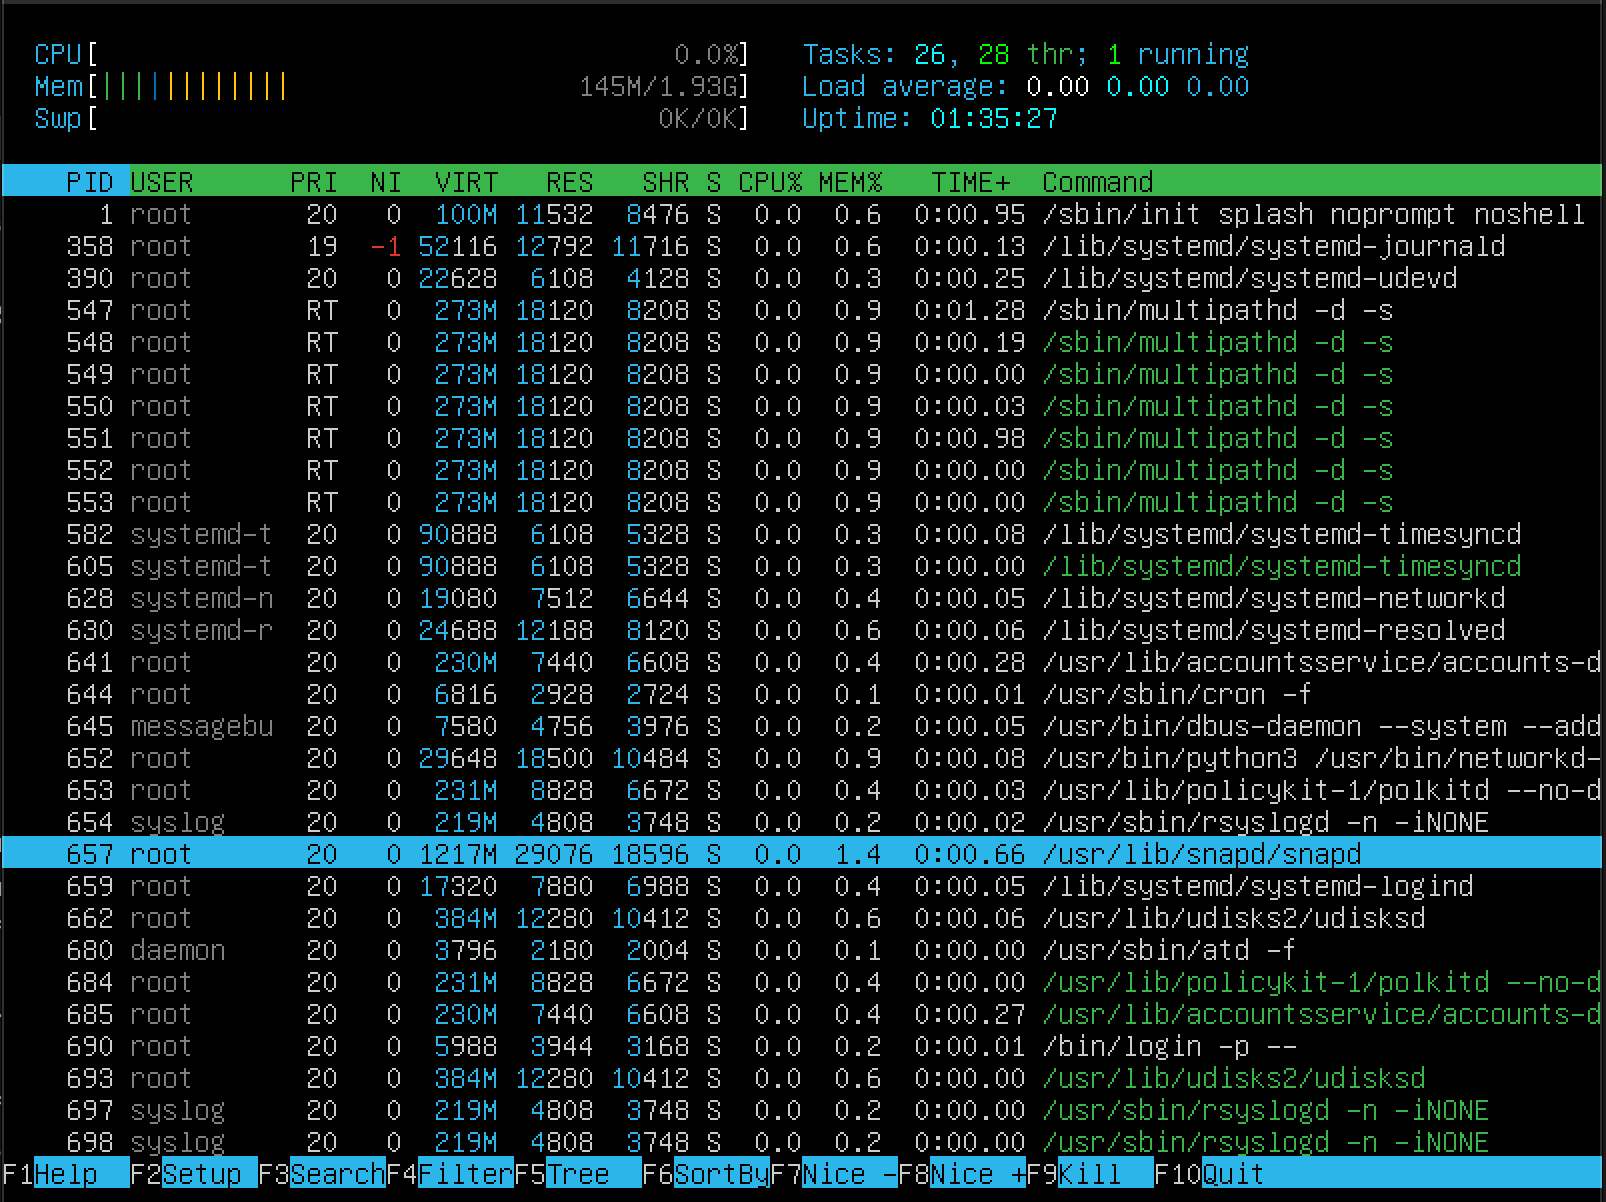 CPU[ 0.0%] Tasks: 26, 28 thr; 1 running
Mem[||||||||||||| 145M/1.93G] Load average: 0.00 0.00 0.00
Swp[ 0K/0K] Uptime: 01:35:27
PID USER PRI NI VIRT RES SHR S CPU% MEM% TIME+ Command
1 root 20 0 100M 11532 8476 S 0.0 0.6 0:00.95 /sbin/init splash noprompt noshell
358 root 19 -1 52116 12792 11716 S 0.0 0.6 0:00.13 /lib/systemd/systemd-journald
390 root 20 0 22628 6108 4128 S 0.0 0.3 0:00.25 /lib/systemd/systemd-udevd
547 root RT 0 273M 18120 8208 S 0.0 0.9 0:01.28 /sbin/multipathd -d -s
548 root RT 0 273M 18120 8208 S 0.0 0.9 0:00.19 /sbin/multipathd -d -s
549 root RT 0 273M 18120 8208 S 0.0 0.9 0:00.00 /sbin/multipathd -d -s
550 root RT 0 273M 18120 8208 S 0.0 0.9 0:00.03 /sbin/multipathd -d -s
551 root RT 0 273M 18120 8208 S 0.0 0.9 0:00.98 /sbin/multipathd -d -s
552 root RT 0 273M 18120 8208 S 0.0 0.9 0:00.00 /sbin/multipathd -d -s
553 root RT 0 273M 18120 8208 S 0.0 0.9 0:00.00 /sbin/multipathd -d -s
582 systemd-t 20 0 90888 6108 5328 S 0.0 0.3 0:00.08 /lib/systemd/systemd-timesyncd
605 systemd-t 20 0 90888 6108 5328 S 0.0 0.3 0:00.00 /lib/systemd/systemd-timesyncd
628 systemd-n 20 0 19080 7512 6644 S 0.0 0.4 0:00.05 /lib/systemd/systemd-networkd
630 systemd-r 20 0 24688 12188 8120 S 0.0 0.6 0:00.06 /lib/systemd/systemd-resolved
641 root 20 0 230M 7440 6608 S 0.0 0.4 0:00.28 /usr/lib/accountsservice/accounts-d
644 root 20 0 6816 2928 2724 S 0.0 0.1 0:00.01 /usr/sbin/cron -f
645 messagebu 20 0 7580 4756 3976 S 0.0 0.2 0:00.05 /usr/bin/dbus-daemon --system --add
652 root 20 0 29648 18500 10484 S 0.0 0.9 0:00.08 /usr/bin/python3 /usr/bin/networkd-
653 root 20 0 231M 8828 6672 S 0.0 0.4 0:00.03 /usr/lib/policykit-1/polkitd --no-d
654 syslog 20 0 219M 4808 3748 S 0.0 0.2 0:00.02 /usr/sbin/rsyslogd -n -iNONE
657 root 20 0 1217M 29076 18596 S 0.0 1.4 0:00.66 /usr/lib/snapd/snapd
659 root 20 0 17320 7880 6988 S 0.0 0.4 0:00.05 /lib/systemd/systemd-logind
662 root 20 0 384M 12280 10412 S 0.0 0.6 0:00.06 /usr/lib/udisks2/udisksd
680 daemon 20 0 3796 2180 2004 S 0.0 0.1 0:00.00 /usr/sbin/atd -f
684 root 20 0 231M 8828 6672 S 0.0 0.4 0:00.00 /usr/lib/policykit-1/polkitd --no-d
685 root 20 0 230M 7440 6608 S 0.0 0.4 0:00.27 /usr/lib/accountsservice/accounts-d
690 root 20 0 5988 3944 3168 S 0.0 0.2 0:00.01 /bin/login -p --
693 root 20 0 384M 12280 10412 S 0.0 0.6 0:00.00 /usr/lib/udisks2/udisksd
697 syslog 20 0 219M 4808 3748 S 0.0 0.2 0:00.00 /usr/sbin/rsyslogd -n -iNONE
698 syslog 20 0 219M 4808 3748 S 0.0 0.2 0:00.00 /usr/sbin/rsyslogd -n -iNONE
F1Help F2Setup F3SearchF4FilterF5Tree F6SortByF7Nice -F8Nice +F9Kill F10Quit